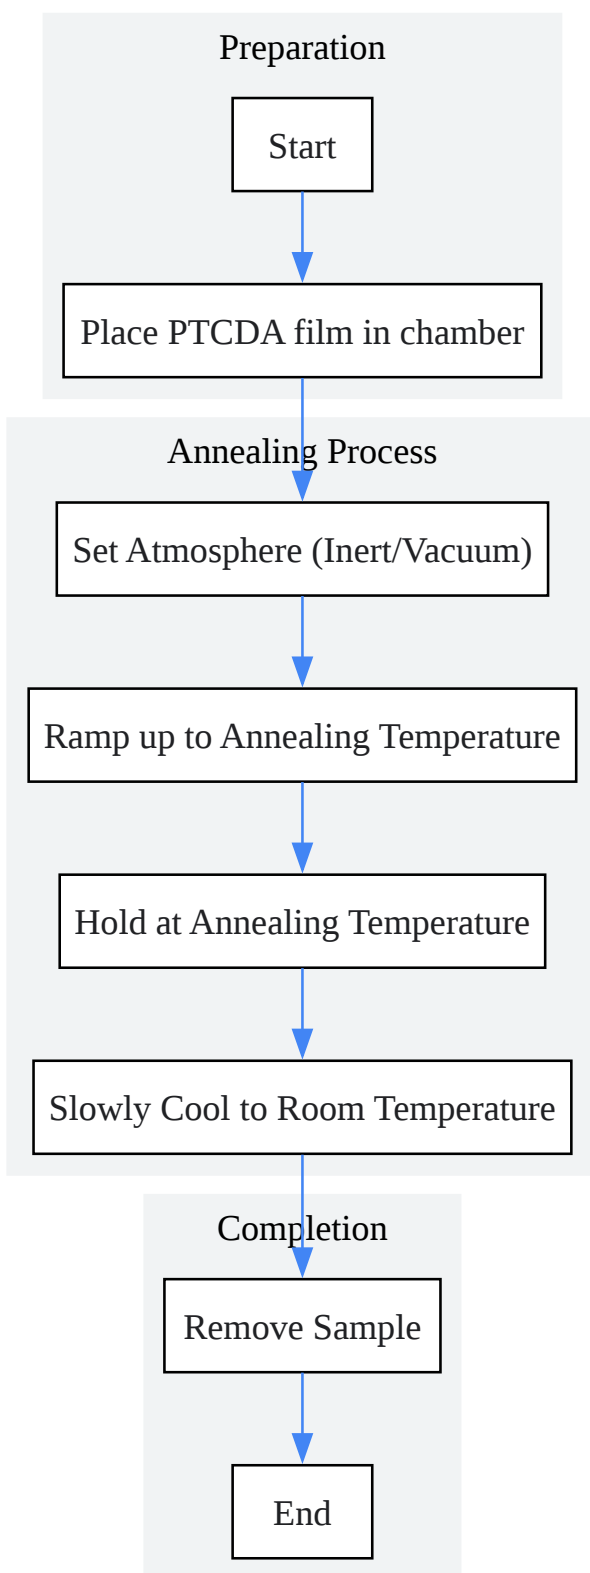 Preparation
Start
Place PTCDA film in chamber
Annealing Process
Set Atmosphere (Inert/Vacuum)
Ramp up to Annealing Temperature
Hold at Annealing Temperature
Slowly Cool to Room Temperature
Completion
Remove Sample
End